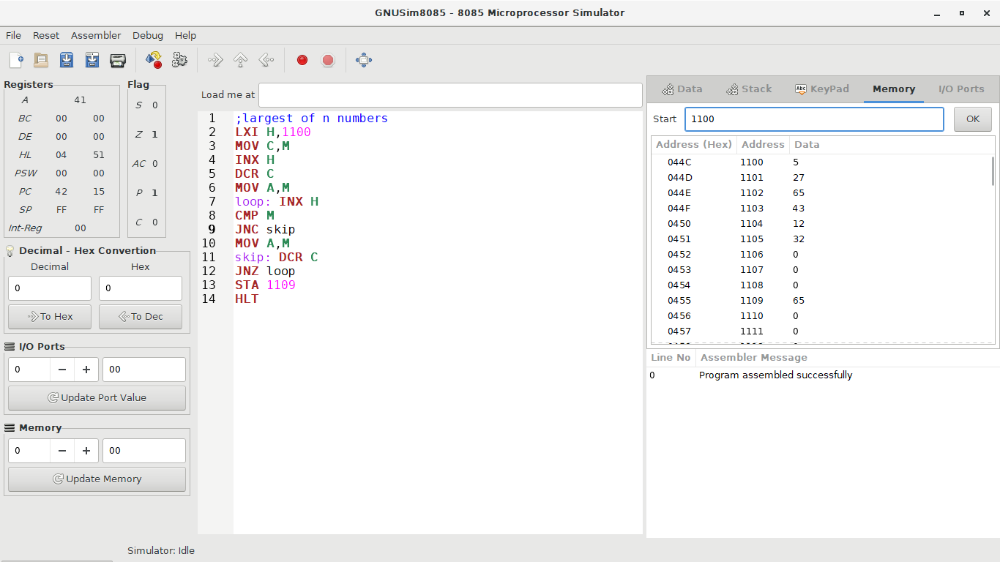 GNUSim8085 - 8085 Microprocessor Simulator
File Reset Assembler Debug Help
Registers
A 41
BC 00 00
DE 00 00
HL 04 51
PSW 00 00
PC 42 15
SP FF FF
Int-Reg 00
Flag
S 0
Z 1
AC 0
P 1
C 0
Decimal - Hex Convertion
Decimal Hex
0 0
To Hex To Dec
I/O Ports
0 00
Update Port Value
Memory
0 00
Update Memory
Load me at
1 ;largest of n numbers
2 LXI H,1100
3 MOV C,M
4 INX H
5 DCR C
6 MOV A,M
7 loop: INX H
8 CMP M
9 JNC skip
10 MOV A,M
11 skip: DCR C
12 JNZ loop
13 STA 1109
14 HLT
Data Stack Abc KeyPad Memory I/O Ports
Start 1100 OK
Address (Hex) Address Data
044C 1100 5
044D 1101 27
044E 1102 65
044F 1103 43
0450 1104 12
0451 1105 32
0452 1106 0
0453 1107 0
0454 1108 0
0455 1109 65
0456 1110 0
0457 1111 0
Line No Assembler Message
0 Program assembled successfully
Simulator: Idle